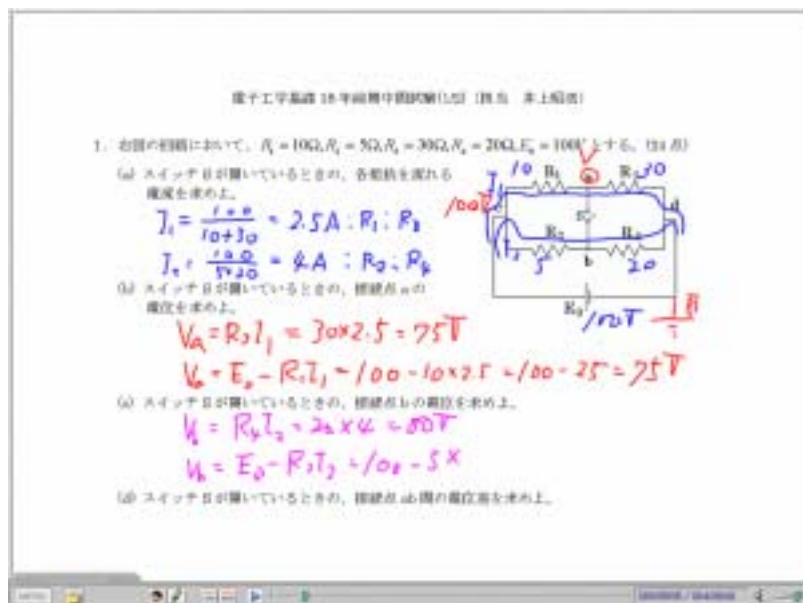 電子工学基礎 18 年前期中間試験(1/2) (担当 井上昭浩)
1. 右図の回路において、R₁ = 10Ω, R₂ = 5Ω, R₃ = 30Ω, R₄ = 20Ω, E₀ = 100V とする。(24 点)
(a) スイッチ S が開いているときの、各抵抗を流れる
電流を求めよ。
I₁ = 100/(10+30) = 2.5A : R₁ : R₃
I₂ = 100/(5+20) = 4A : R₂ : R₄
(b) スイッチ S が開いているときの、接続点 a の
電位を求めよ。
Va = R₃I₁ = 30×2.5 = 75V
Va = E₀ - R₁I₁ = 100 - 10×2.5 = 100 - 25 = 75V
(c) スイッチ S が開いているときの、接続点 b の電位を求めよ。
Vb = R₄I₂ = 20×4 = 80V
Vb = E₀ - R₂I₂ = 100 - 5×
(d) スイッチ S が開いているときの、接続点 ab 間の電位差を求めよ。
10 V 30
R₁ a R₃
100V
d
S
R₂ R₄
5 b 20
E₀ 100V